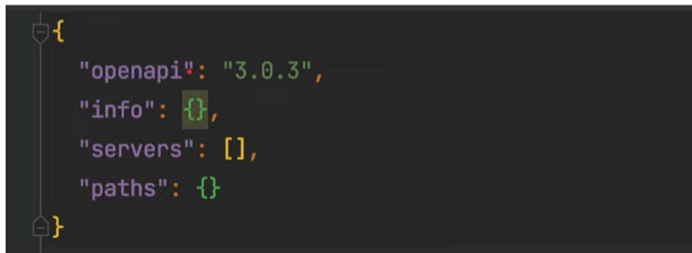 {
"openapi": "3.0.3",
"info": {},
"servers": [],
"paths": {}
}